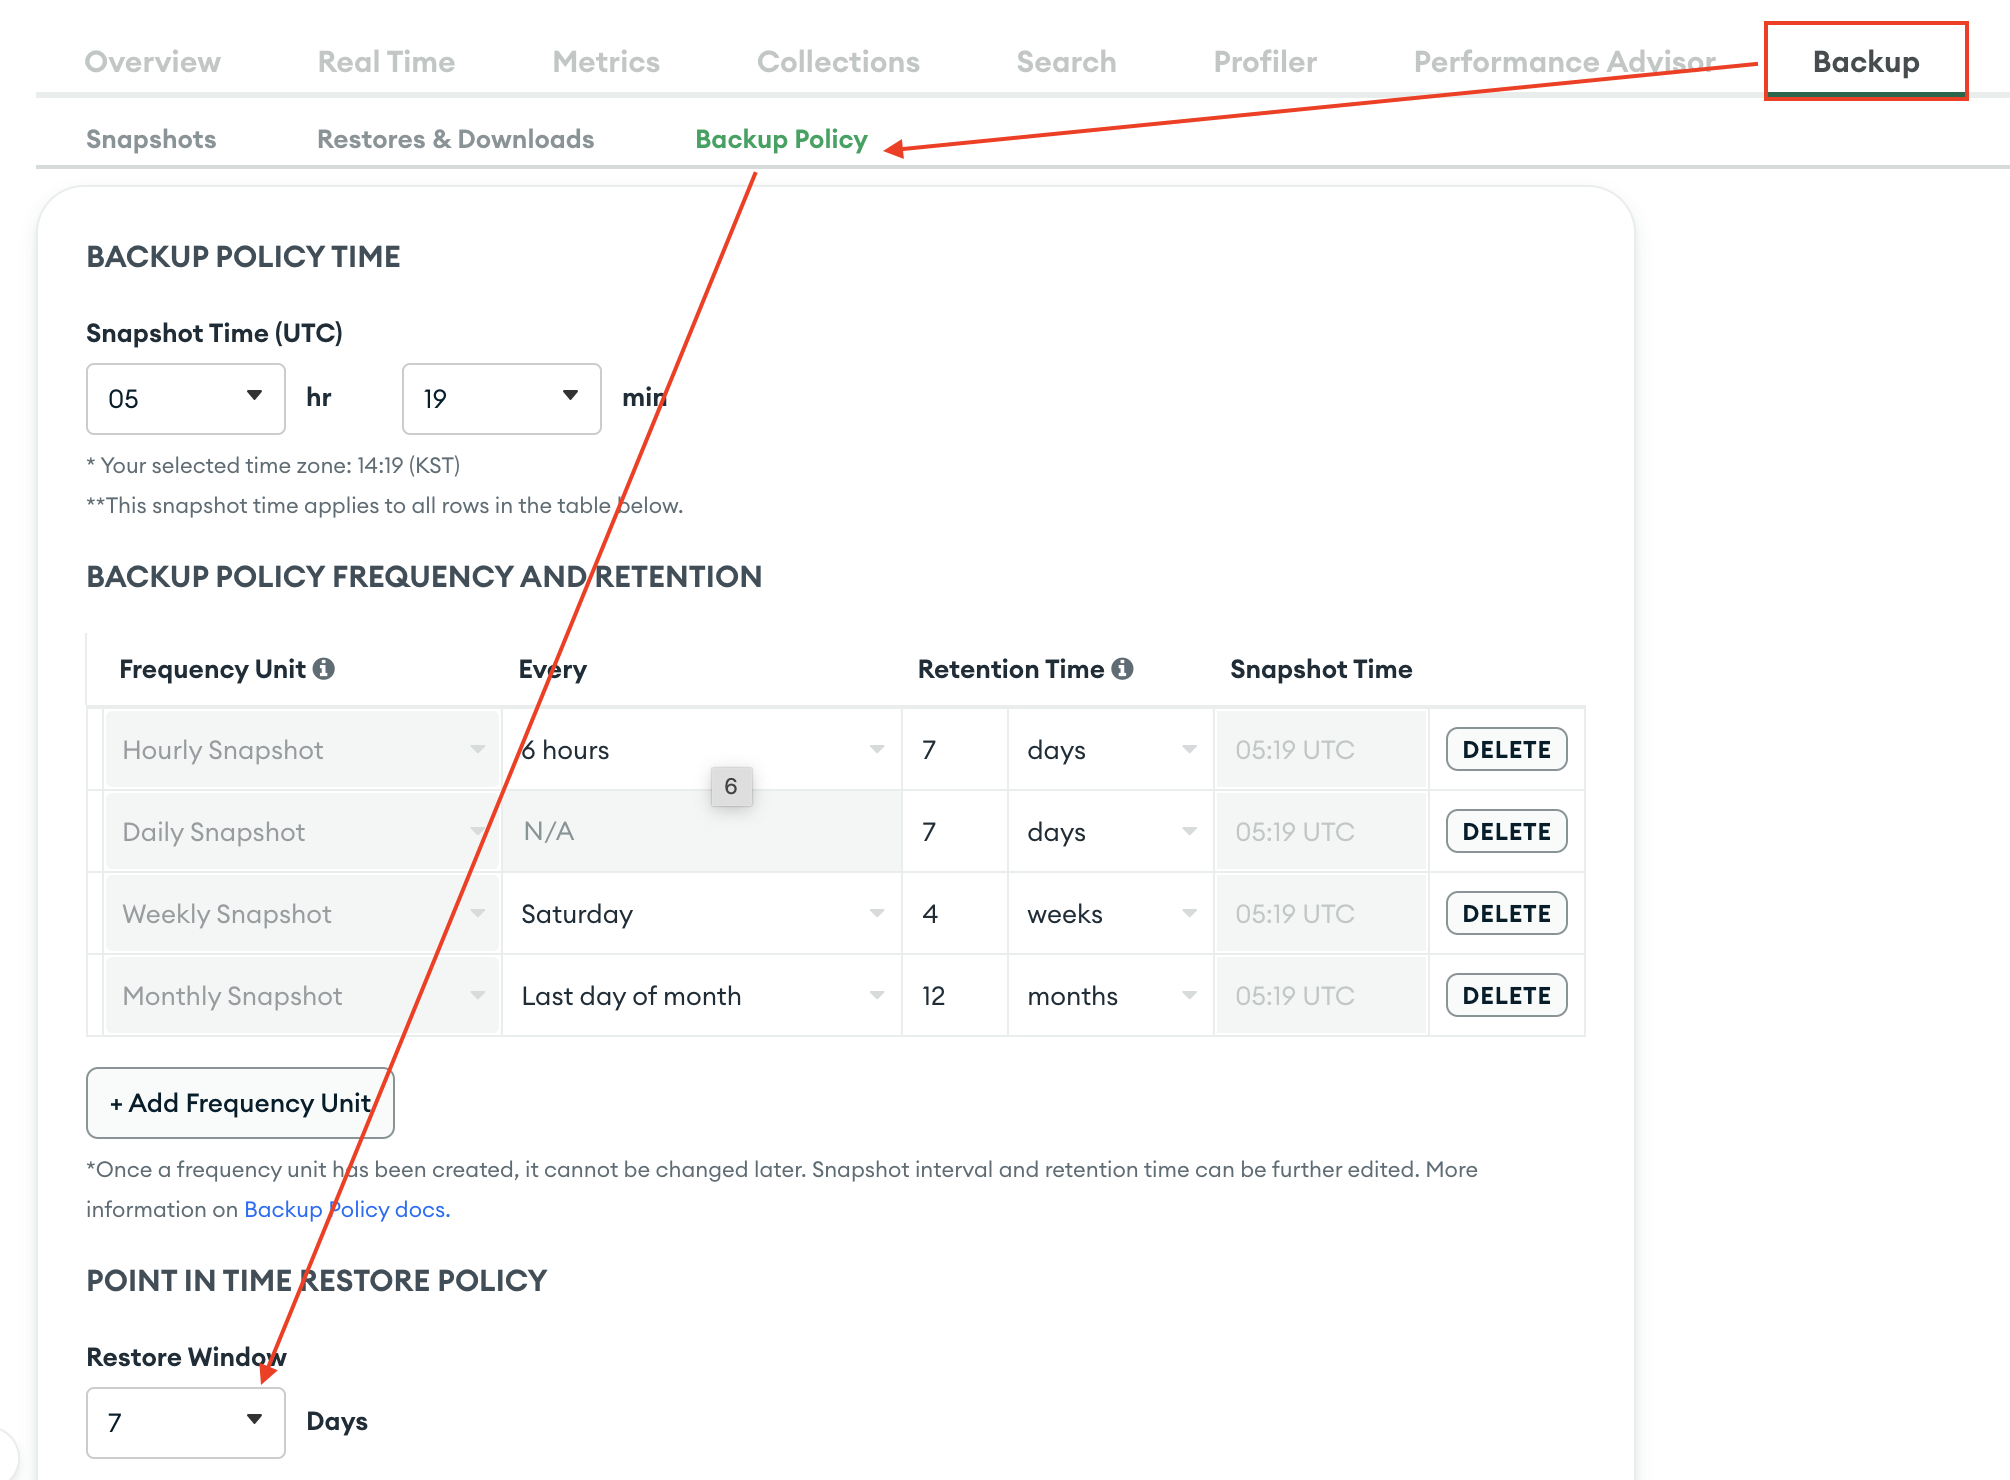 Overview Real Time Metrics Collections Search Profiler Performance Advisor Backup
Snapshots Restores & Downloads Backup Policy
BACKUP POLICY TIME
Snapshot Time (UTC)
05 hr 19 min
* Your selected time zone: 14:19 (KST)
**This snapshot time applies to all rows in the table below.
BACKUP POLICY FREQUENCY AND RETENTION
Frequency Unit Every Retention Time Snapshot Time
Hourly Snapshot 6 hours 7 days 05:19 UTC DELETE
6
Daily Snapshot N/A 7 days 05:19 UTC DELETE
Weekly Snapshot Saturday 4 weeks 05:19 UTC DELETE
Monthly Snapshot Last day of month 12 months 05:19 UTC DELETE
+ Add Frequency Unit
*Once a frequency unit has been created, it cannot be changed later. Snapshot interval and retention time can be further edited. More
information on Backup Policy docs.
POINT IN TIME RESTORE POLICY
Restore Window
7 Days